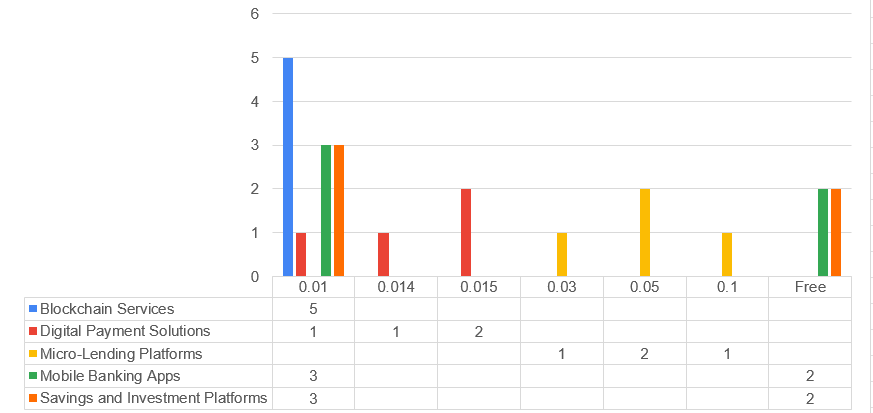 6
5
4
3
2
1
0
0.01 0.014 0.015 0.03 0.05 0.1 Free
Blockchain Services 5
Digital Payment Solutions 1 1 2
Micro-Lending Platforms 1 2 1
Mobile Banking Apps 3 2
Savings and Investment Platforms 3 2